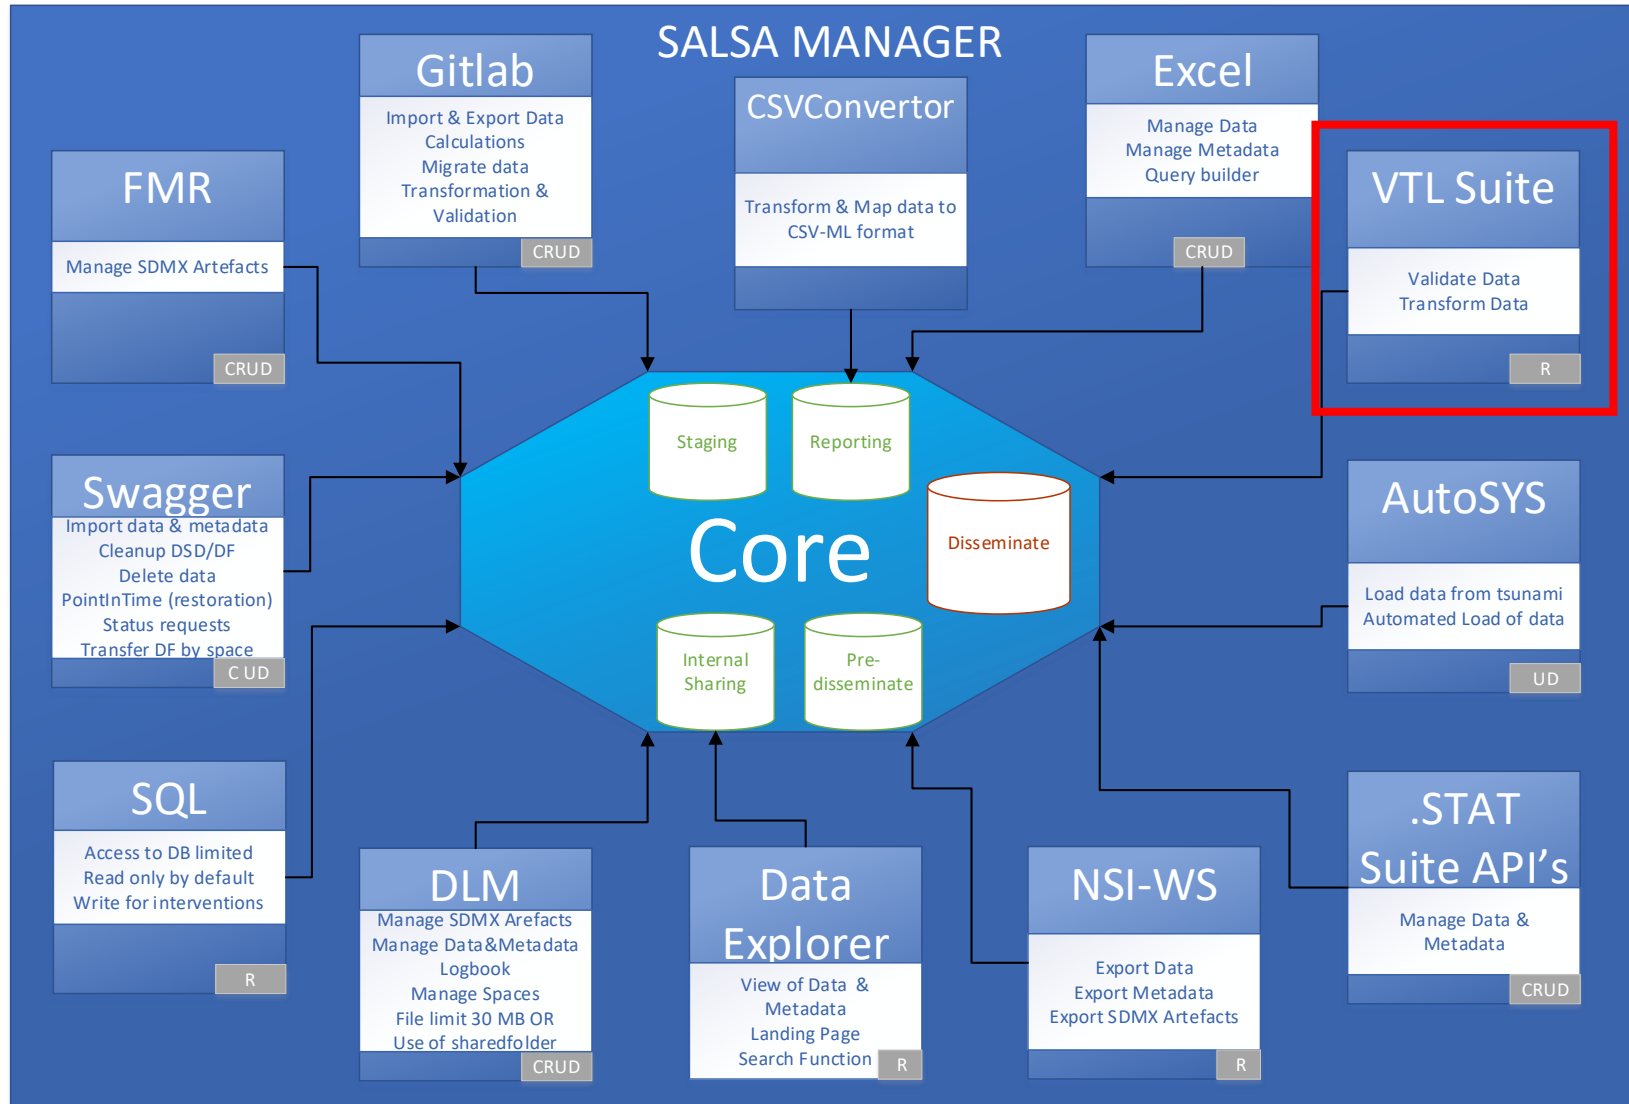 SALSA MANAGER
Gitlab
Import & Export Data
Calculations
Migrate data
Transformation &
Validation
CRUD
CSVConvertor
Transform & Map data to
CSV-ML format
Excel
Manage Data
Manage Metadata
Query builder
CRUD
FMR
Manage SDMX Artefacts
CRUD
VTL Suite
Validate Data
Transform Data
R
Swagger
Import data & metadata
Cleanup DSD/DF
Delete data
PointInTime (restoration)
Status requests
Transfer DF by space
C UD
Core
Staging
Reporting
Disseminate
Internal
Sharing
Pre-
disseminate
AutoSYS
Load data from tsunami
Automated Load of data
UD
SQL
Access to DB limited
Read only by default
Write for interventions
R
DLM
Manage SDMX Arefacts
Manage Data&Metadata
Logbook
Manage Spaces
File limit 30 MB OR
Use of sharedfolder
CRUD
Data
Explorer
View of Data &
Metadata
Landing Page
Search Function
R
NSI-WS
Export Data
Export Metadata
Export SDMX Artefacts
R
.STAT
Suite API’s
Manage Data &
Metadata
CRUD